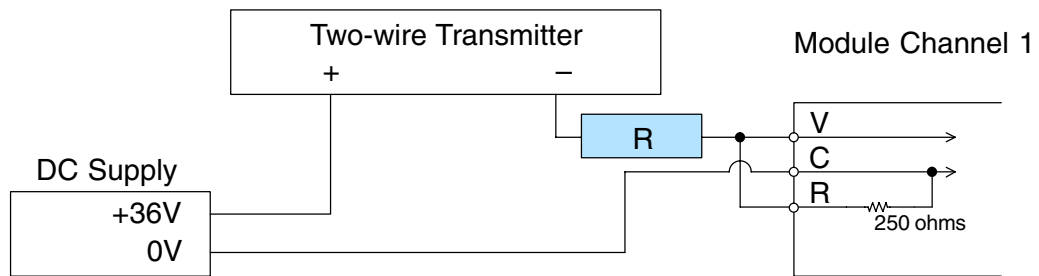 Two-wire Transmitter
+ –
Module Channel 1
R
V
C
R
250 ohms
DC Supply
+36V
0V